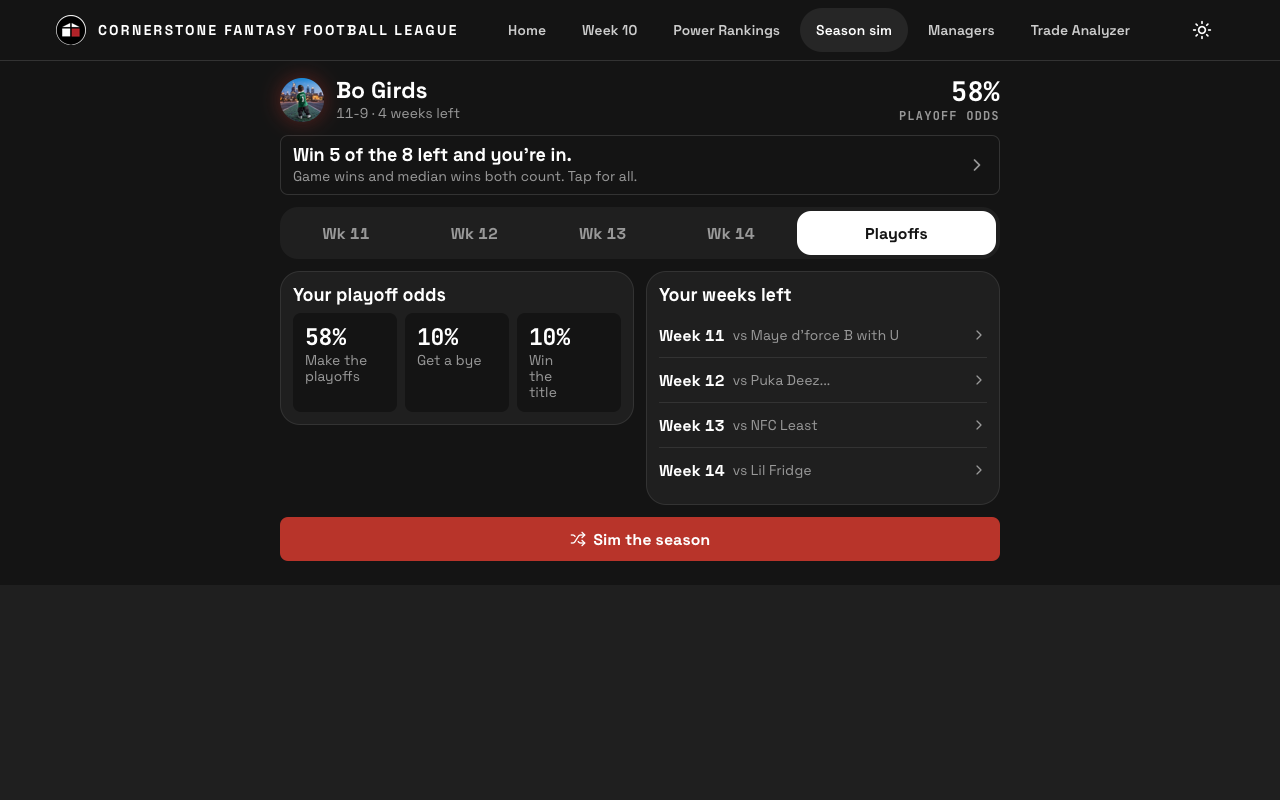 CORNERSTONE FANTASY FOOTBALL LEAGUE
Home
Week 10
Power Rankings
Season sim
Managers
Trade Analyzer
Bo Girds
11-9 · 4 weeks left
58%
PLAYOFF ODDS
Win 5 of the 8 left and you're in.
Game wins and median wins both count. Tap for all.
Wk 11
Wk 12
Wk 13
Wk 14
Playoffs
Your playoff odds
58%
Make the
playoffs
10%
Get a bye
10%
Win
the
title
Your weeks left
Week 11 vs Maye d'force B with U
Week 12 vs Puka Deez...
Week 13 vs NFC Least
Week 14 vs Lil Fridge
Sim the season